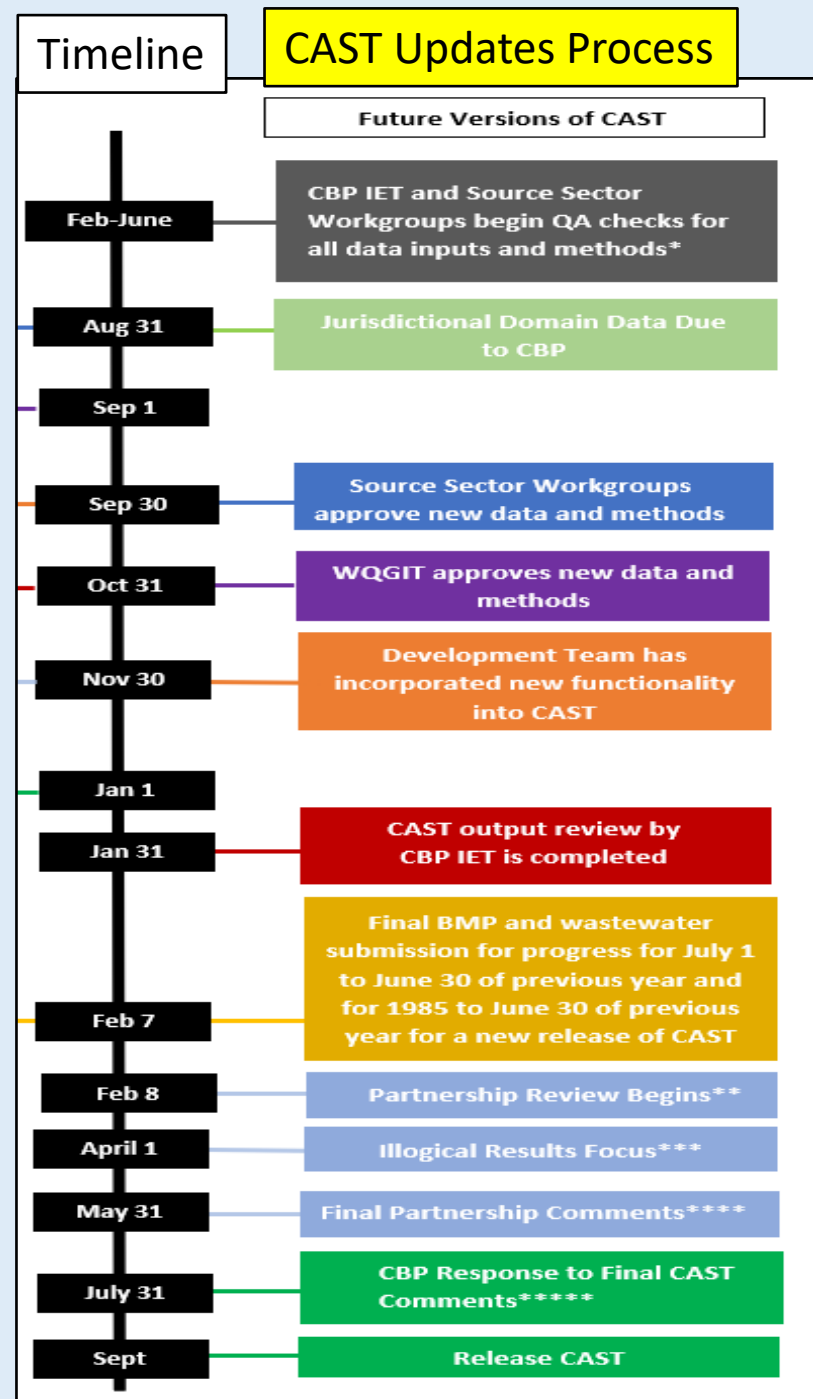 Timeline
CAST Updates Process
Future Versions of CAST
Feb-June
CBP IET and Source Sector
Workgroups begin QA checks for
all data inputs and methods*
Aug 31
Jurisdictional Domain Data Due
to CBP
Sep 1
Sep 30
Source Sector Workgroups
approve new data and methods
Oct 31
WQGIT approves new data and
methods
Nov 30
Development Team has
incorporated new functionality
into CAST
Jan 1
Jan 31
CAST output review by
CBP IET is completed
Feb 7
Final BMP and wastewater
submission for progress for July 1
to June 30 of previous year and
for 1985 to June 30 of previous
year for a new release of CAST
Feb 8
Partnership Review Begins**
April 1
Illogical Results Focus***
May 31
Final Partnership Comments****
July 31
CBP Response to Final CAST
Comments*****
Sept
Release CAST